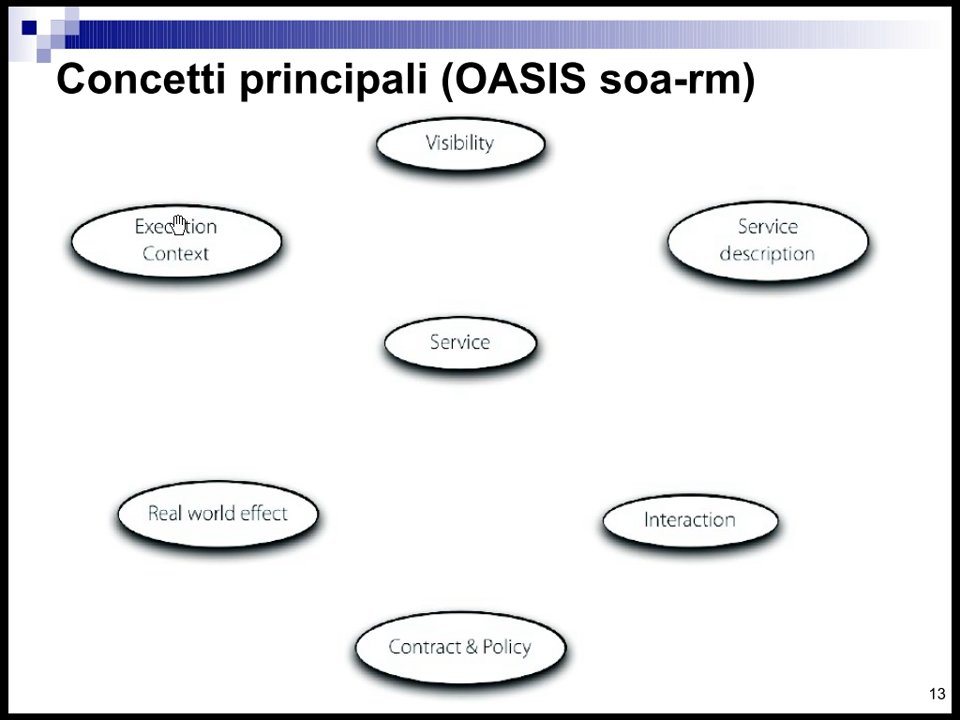 Concetti principali (OASIS soa-rm)
Visibility
Execution
Context
Service
description
Service
Real world effect
Interaction
Contract & Policy
13